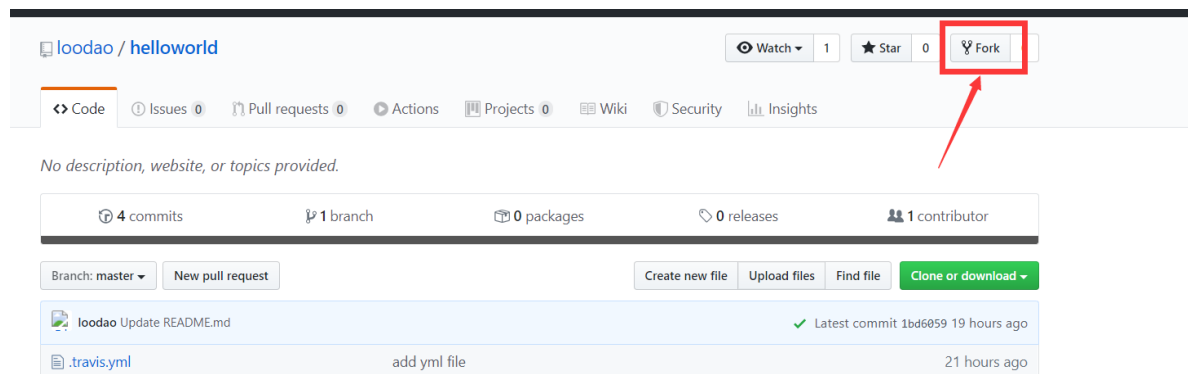 loodao / helloworld
Watch 1 Star 0 Fork
Code Issues 0 Pull requests 0 Actions Projects 0 Wiki Security Insights
No description, website, or topics provided.
4 commits 1 branch 0 packages 0 releases 1 contributor
Branch: master New pull request Create new file Upload files Find file Clone or download
loodao Update README.md Latest commit 1bd6059 19 hours ago
.travis.yml add yml file 21 hours ago